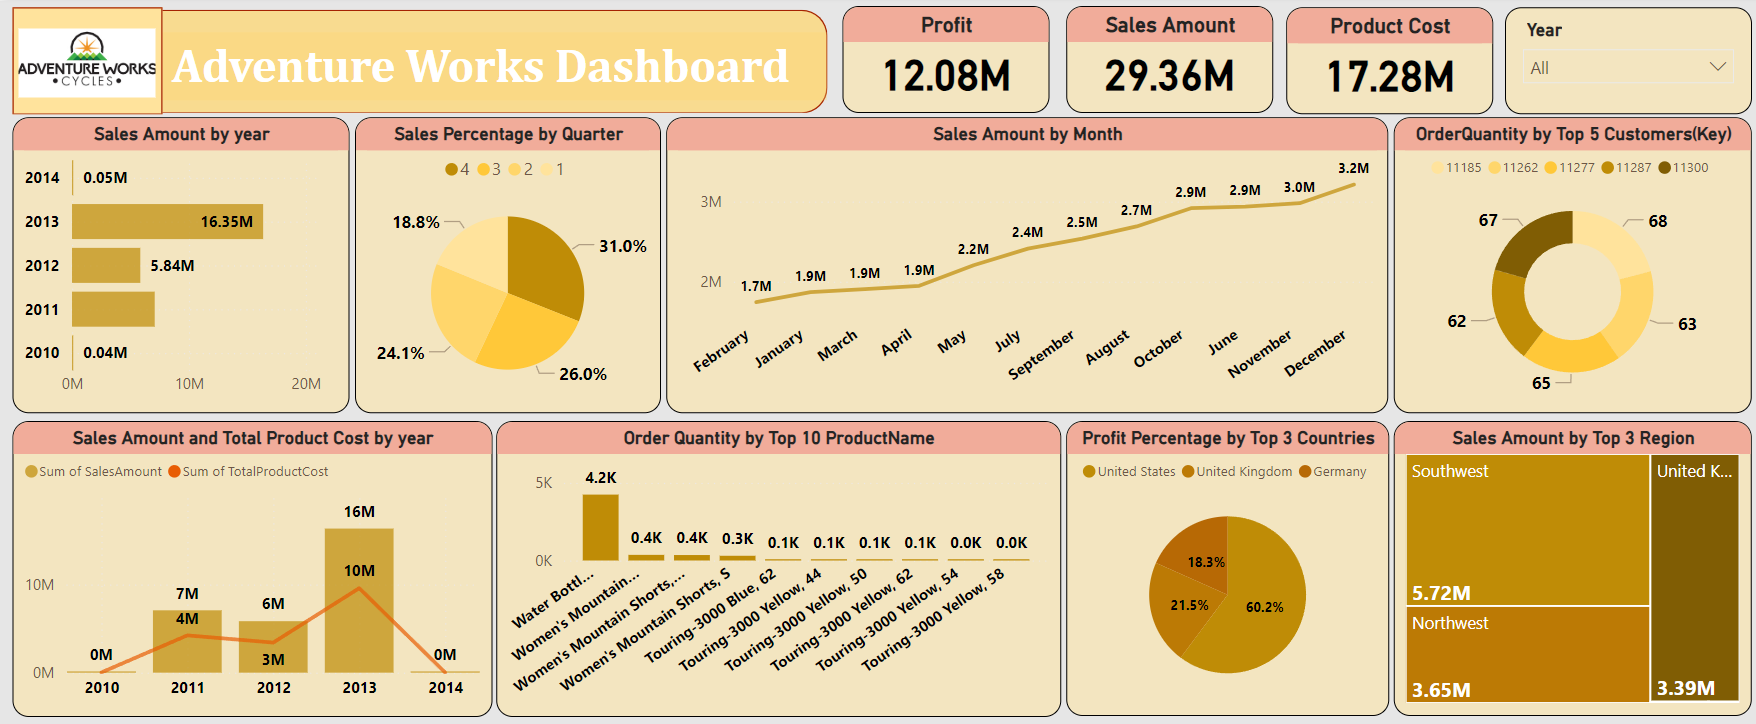 ADVENTURE WORKS
• CYCLES •
Adventure Works Dashboard
Profit
12.08M
Sales Amount
29.36M
Product Cost
17.28M
Year
All
Sales Amount by year
2014
0.05M
2013
16.35M
2012
5.84M
2011
2010
0.04M
0M 10M 20M
Sales Percentage by Quarter
4 3 2 1
18.8%
31.0%
24.1%
26.0%
Sales Amount by Month
3M
2M
1.7M 1.9M 1.9M 1.9M 2.2M 2.4M 2.5M 2.7M 2.9M 2.9M 3.0M 3.2M
February January March April May July September August October June November December
OrderQuantity by Top 5 Customers(Key)
11185 11262 11277 11287 11300
67
68
62
63
65
Sales Amount and Total Product Cost by year
Sum of SalesAmount Sum of TotalProductCost
10M
0M
0M
7M
4M
6M
3M
16M
10M
0M
2010 2011 2012 2013 2014
Order Quantity by Top 10 ProductName
5K
0K
4.2K 0.4K 0.4K 0.3K 0.1K 0.1K 0.1K 0.1K 0.0K 0.0K
Water Bottl...
Women's Mountain...
Women's Mountain Shorts,...
Women's Mountain Shorts, S
Touring-3000 Blue, 62
Touring-3000 Yellow, 44
Touring-3000 Yellow, 50
Touring-3000 Yellow, 62
Touring-3000 Yellow, 54
Touring-3000 Yellow, 58
Profit Percentage by Top 3 Countries
United States United Kingdom Germany
18.3%
21.5%
60.2%
Sales Amount by Top 3 Region
Southwest
5.72M
Northwest
3.65M
United K...
3.39M